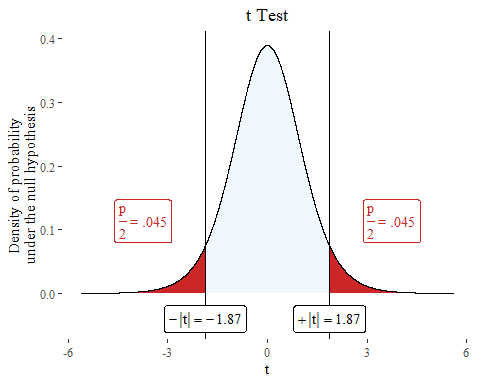 t Test
Density of probability
under the null hypothesis
0.4
0.3
0.2
0.1
0.0
p/2 = .045
p/2 = .045
−|t| = −1.87
+|t| = 1.87
-6
-3
0
3
6
t